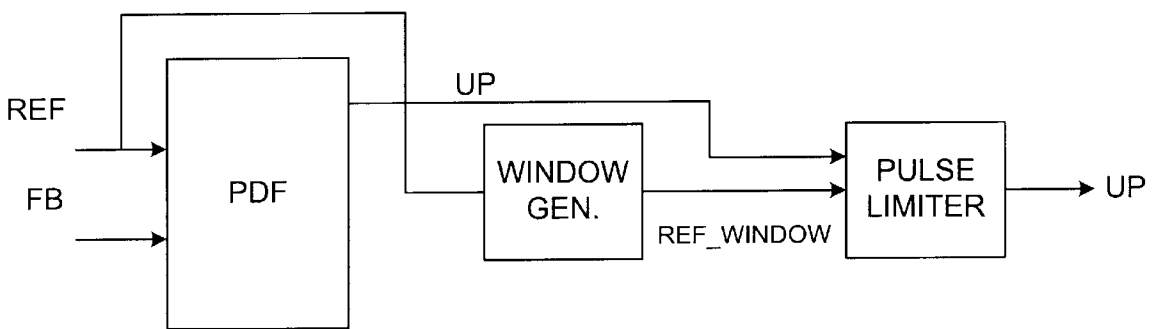 UP
REF
FB
PDF
WINDOW
GEN.
REF_WINDOW
PULSE
LIMITER
UP